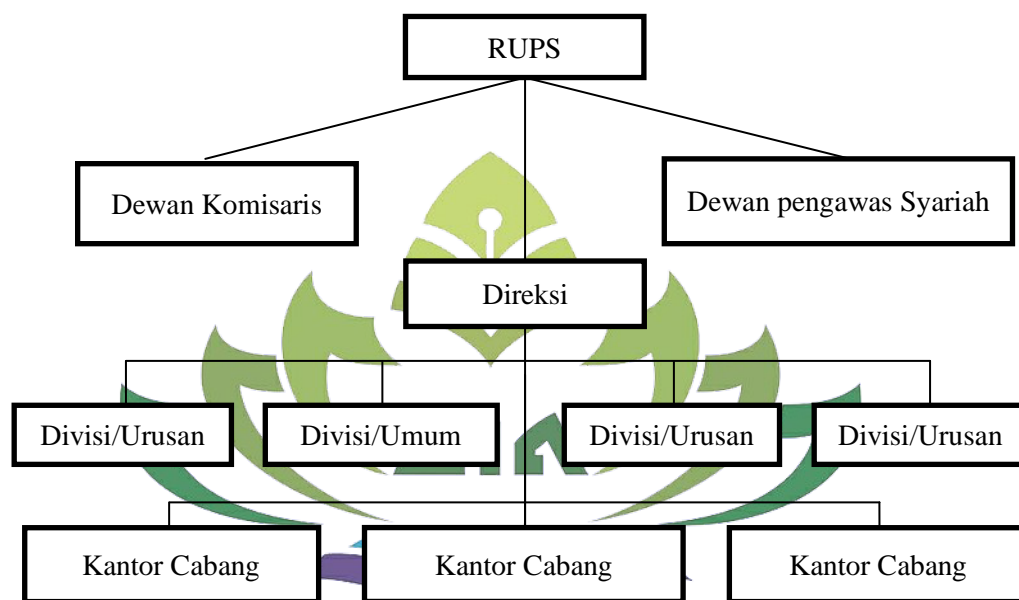 RUPS
Dewan Komisaris
Dewan pengawas Syariah
Direksi
Divisi/Urusan
Divisi/Umum
Divisi/Urusan
Divisi/Urusan
Kantor Cabang
Kantor Cabang
Kantor Cabang